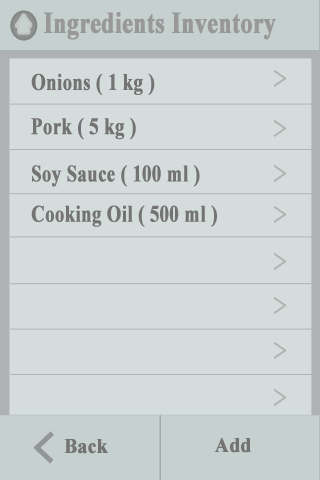 Ingredients Inventory
Onions ( 1 kg )
Pork ( 5 kg )
Soy Sauce ( 100 ml )
Cooking Oil ( 500 ml )
Back
Add